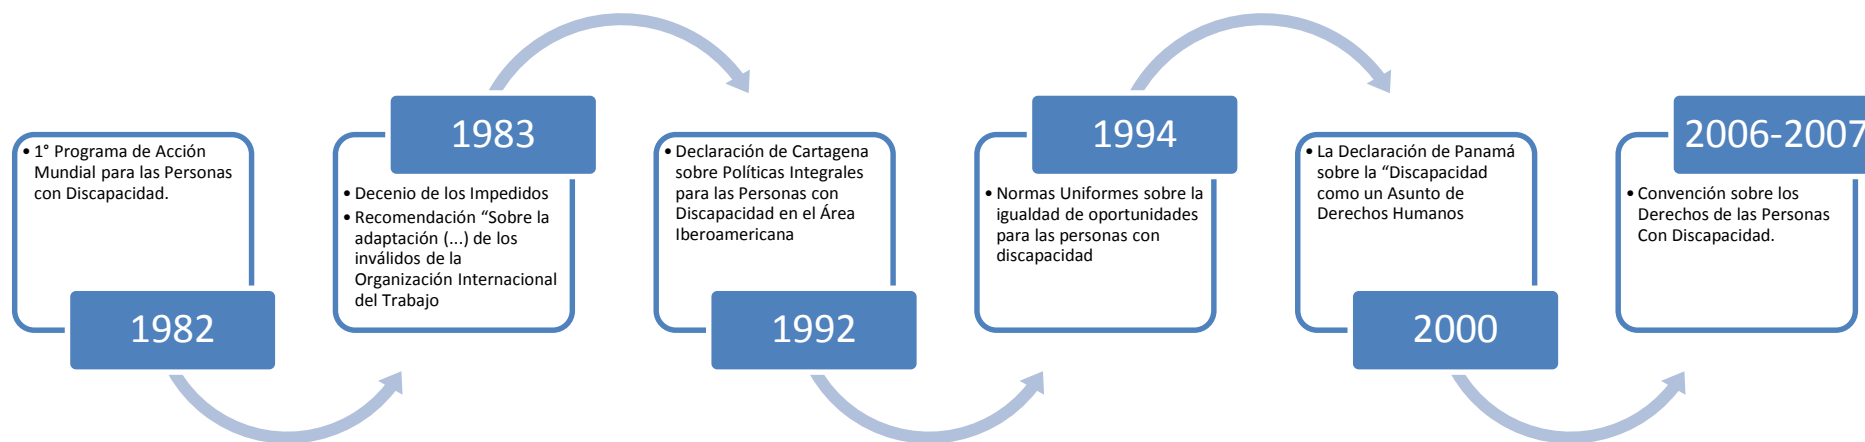 • 1° Programa de Acción
Mundial para las Personas
con Discapacidad.
1982
1983
• Decenio de los Impedidos
• Recomendación “Sobre la
adaptación (...) de los
inválidos de la
Organización Internacional
del Trabajo
• Declaración de Cartagena
sobre Políticas Integrales
para las Personas con
Discapacidad en el Área
Iberoamericana
1992
1994
• Normas Uniformes sobre la
igualdad de oportunidades
para las personas con
discapacidad
• La Declaración de Panamá
sobre la “Discapacidad
como un Asunto de
Derechos Humanos
2000
2006-2007
• Convención sobre los
Derechos de las Personas
Con Discapacidad.